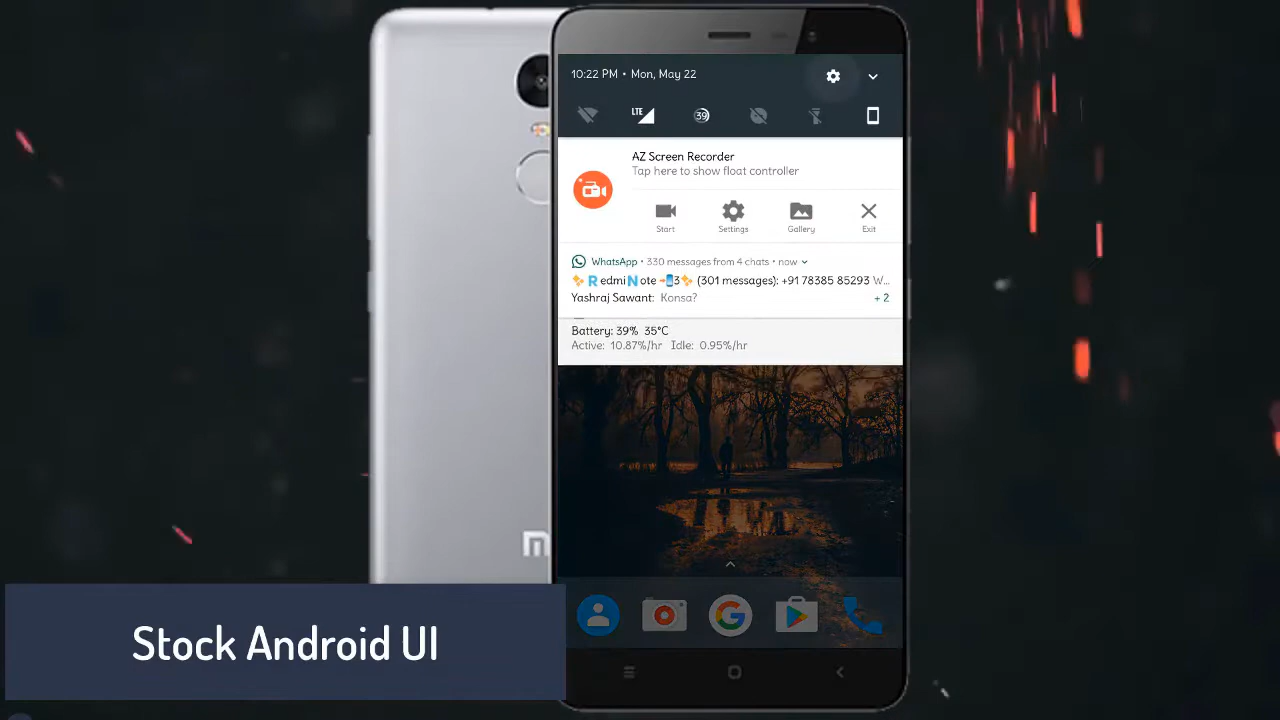 10:22 PM • Mon, May 22
LTE 39
AZ Screen Recorder
Tap here to show float controller
Start Settings Gallery Exit
WhatsApp • 330 messages from 4 chats • now
✨🇷edmi🇳ote 📲3✨ (301 messages): +91 78385 85293 W...
Yashraj Sawant: Konsa?
+ 2
Battery: 39% 35°C
Active: 10.87%/hr Idle: 0.95%/hr
Stock Android UI